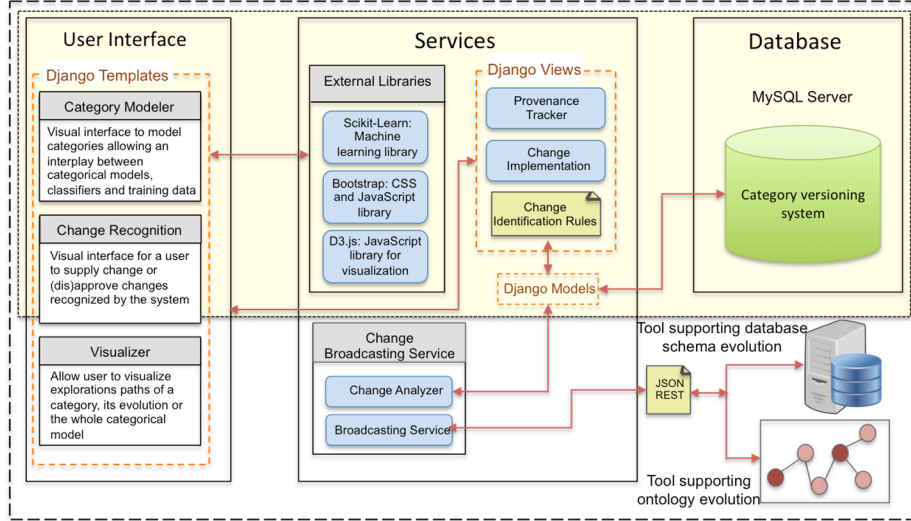 User Interface
Django Templates
Category Modeler
Visual interface to model
categories allowing an
interplay between
categorical models,
classifiers and training data
Change Recognition
Visual interface for a user
to supply change or
(dis)approve changes
recognized by the system
Visualizer
Allow user to visualize
explorations paths of a
category, its evolution or
the whole categorical
model
Services
External Libraries
Scikit-Learn:
Machine
learning library
Bootstrap: CSS
and JavaScript
library
D3.js: JavaScript
library for
visualization
Django Views
Provenance
Tracker
Change
Implementation
Change
Identification Rules
Django Models
Change
Broadcasting Service
Change Analyzer
Broadcasting Service
Database
MySQL Server
Category versioning
system
Tool supporting database
schema evolution
JSON
REST
Tool supporting
ontology evolution